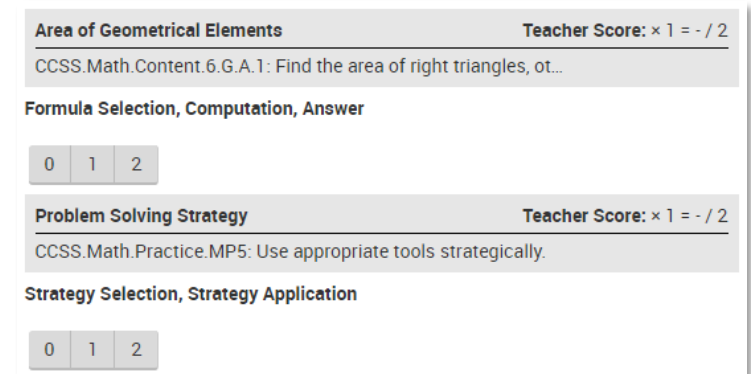 Area of Geometrical Elements Teacher Score: × 1 = - / 2
CCSS.Math.Content.6.G.A.1: Find the area of right triangles, ot...
Formula Selection, Computation, Answer
0 1 2
Problem Solving Strategy Teacher Score: × 1 = - / 2
CCSS.Math.Practice.MP5: Use appropriate tools strategically.
Strategy Selection, Strategy Application
0 1 2